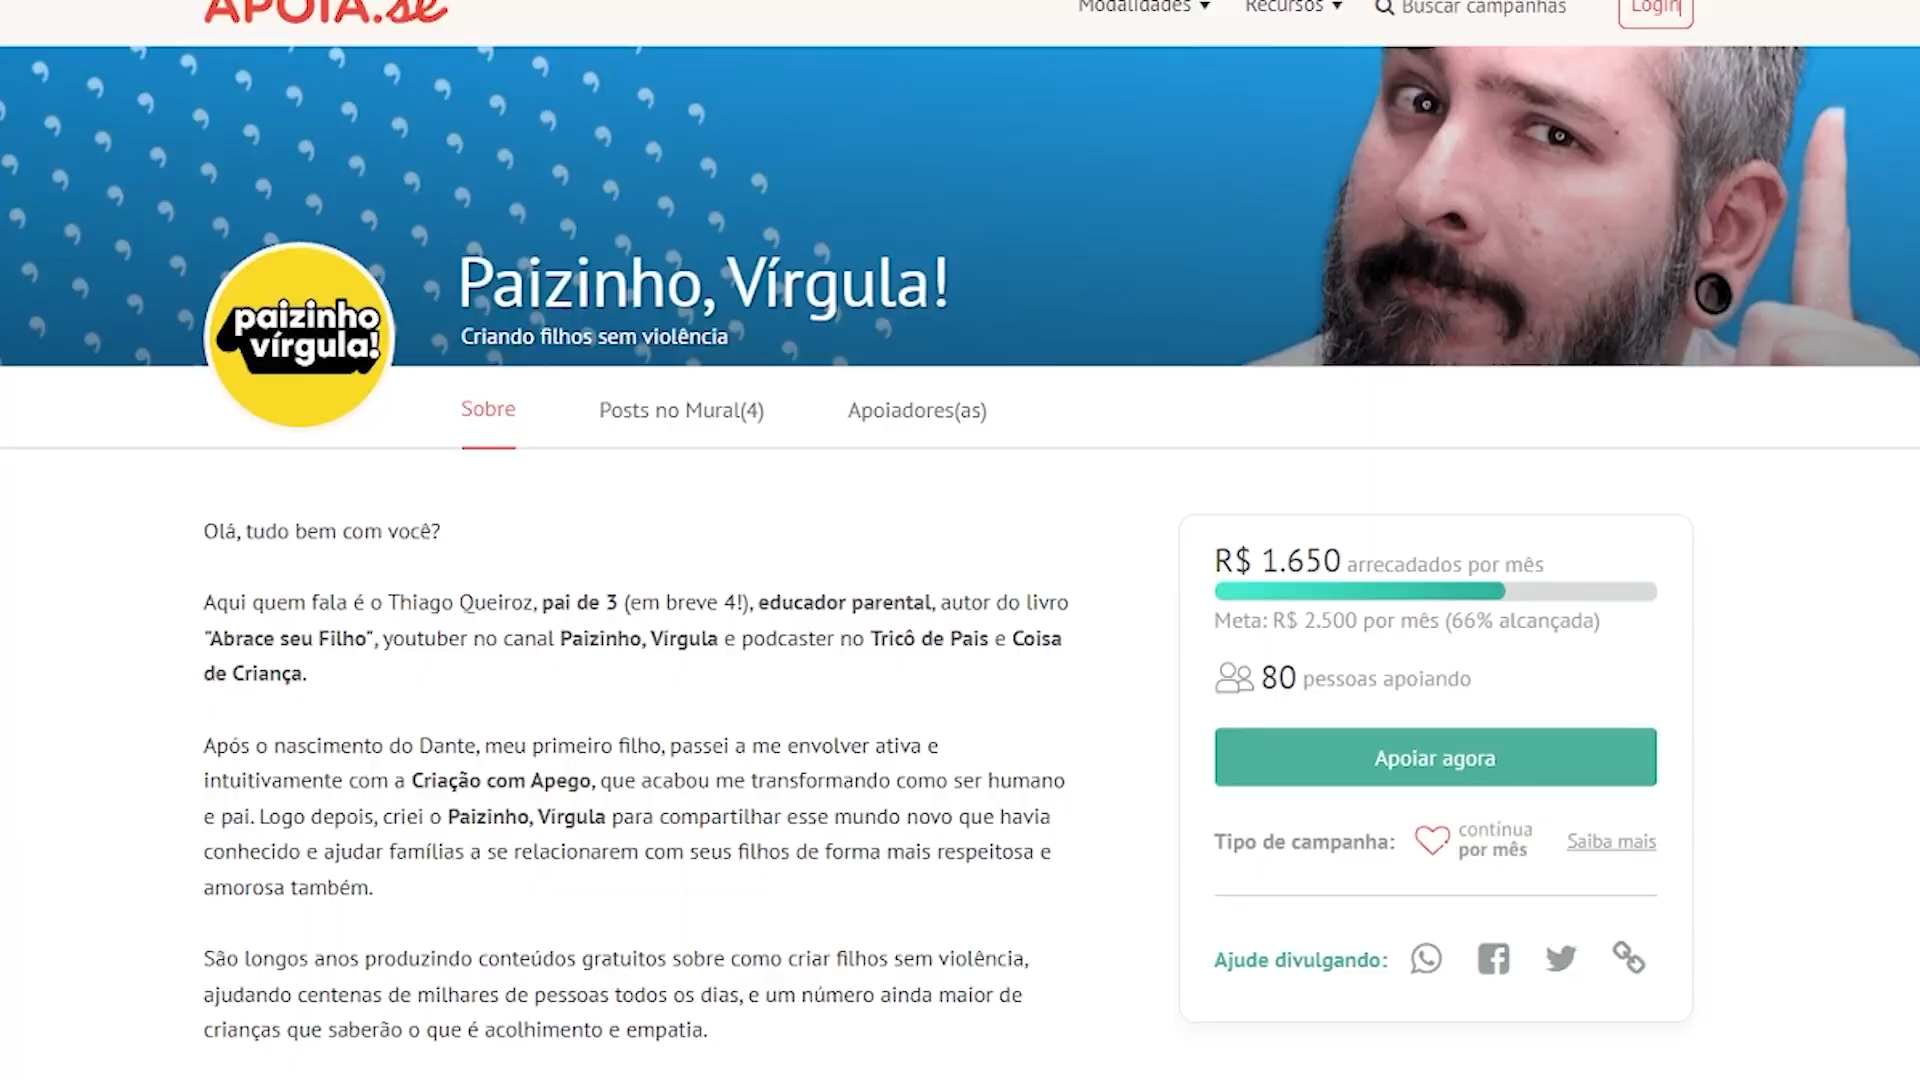 APOIA.se
Modalidades
Recursos
Buscar campanhas
Login
Paizinho, Vírgula!
Criando filhos sem violência
paizinho
vírgula!
Sobre
Posts no Mural(4)
Apoiadores(as)
Olá, tudo bem com você?
Aqui quem fala é o Thiago Queiroz, pai de 3 (em breve 4!), educador parental, autor do livro
"Abrace seu Filho", youtuber no canal Paizinho, Vírgula e podcaster no Tricô de Pais e Coisa
de Criança.
Após o nascimento do Dante, meu primeiro filho, passei a me envolver ativa e
intuitivamente com a Criação com Apego, que acabou me transformando como ser humano
e pai. Logo depois, criei o Paizinho, Vírgula para compartilhar esse mundo novo que havia
conhecido e ajudar famílias a se relacionarem com seus filhos de forma mais respeitosa e
amorosa também.
São longos anos produzindo conteúdos gratuitos sobre como criar filhos sem violência,
ajudando centenas de milhares de pessoas todos os dias, e um número ainda maior de
crianças que saberão o que é acolhimento e empatia.
R$ 1.650 arrecadados por mês
Meta: R$ 2.500 por mês (66% alcançada)
80 pessoas apoiando
Apoiar agora
Tipo de campanha:
contínua
por mês
Saiba mais
Ajude divulgando: